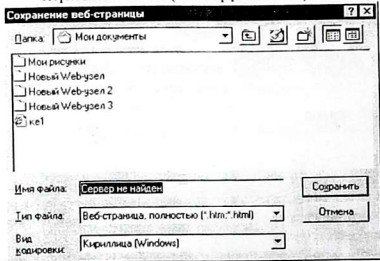 Сохранение веб-страницы
Папка: Мои документы
Мои рисунки
Новый Web-узел
Новый Web-узел 2
Новый Web-узел 3
ке1
Имя файла: Сервер не найден
Сохранить
Тип файла: Веб-страница, полностью (*.htm;*.html)
Отмена
Вид
кодировки: Кириллица (Windows)